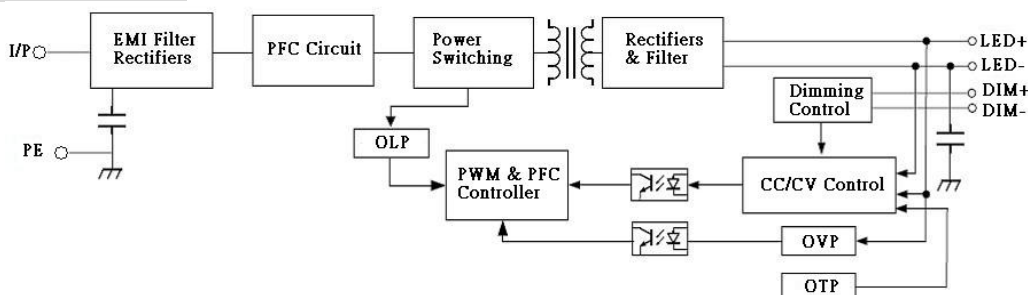 I/P
EMI Filter
Rectifiers
PFC Circuit
Power
Switching
Rectifiers
& Filter
LED+
LED-
DIM+
DIM-
Dimming
Control
PE
OLP
PWM & PFC
Controller
CC/CV Control
OVP
OTP